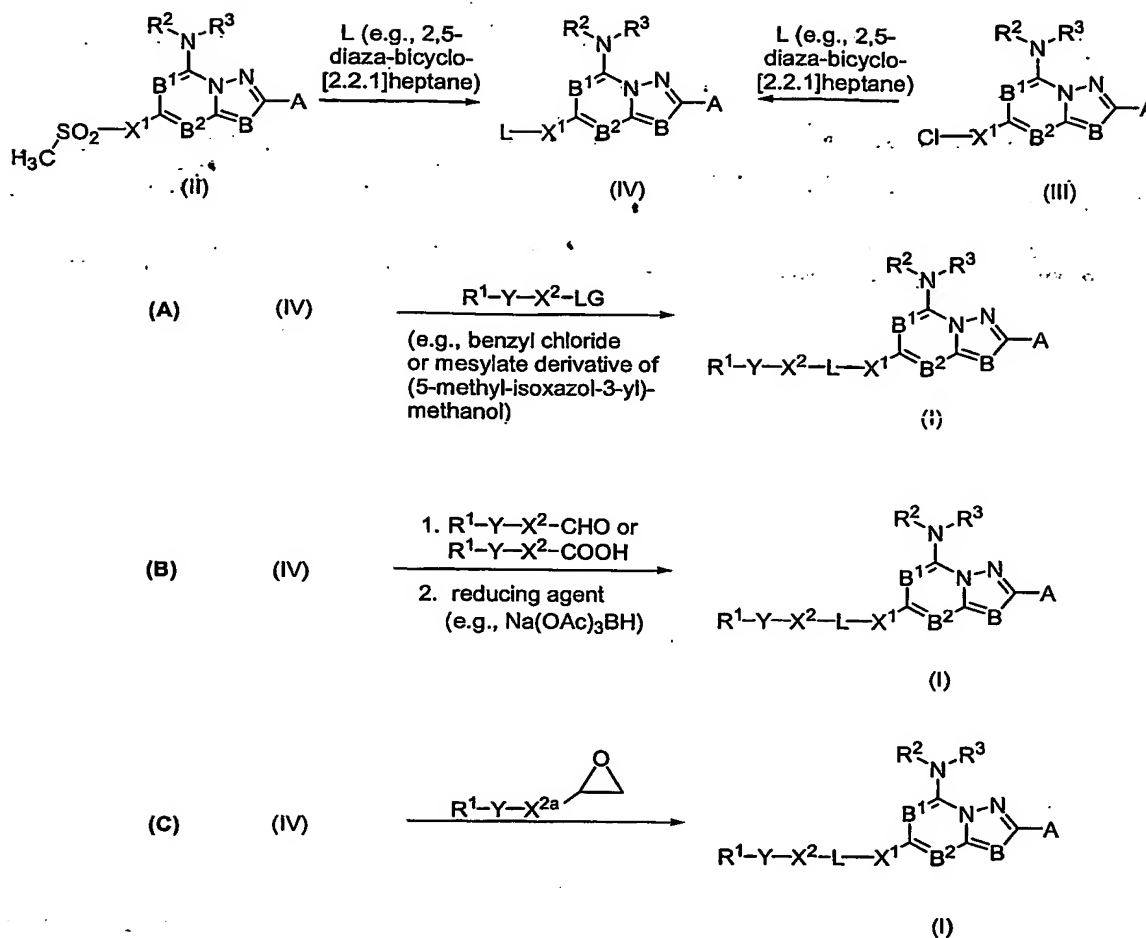 R² N R³ L (e.g., 2,5- R² N R³ L (e.g., 2,5- R² N R³
diaza-bicyclo- diaza-bicyclo-
[2.2.1]heptane) [2.2.1]heptane)
B¹ N N A B¹ N N A B¹ N N A
SO₂ X¹ B² B L X¹ B² B Cl X¹ B² B
H₃C
(II) (IV) (III)
R² N R³
(A) (IV) R¹–Y–X²–LG B¹ N N A
(e.g., benzyl chloride
or mesylate derivative of R¹–Y–X²–L–X¹ B² B
(5-methyl-isoxazol-3-yl)-
methanol)
(I)
R² N R³
1. R¹–Y–X²–CHO or
(B) (IV) R¹–Y–X²–COOH B¹ N N A
2. reducing agent
(e.g., Na(OAc)₃BH) R¹–Y–X²–L–X¹ B² B
(I)
O R² N R³
(C) (IV) R¹–Y–X²ᵃ B¹ N N A
R¹–Y–X²–L–X¹ B² B
(I)